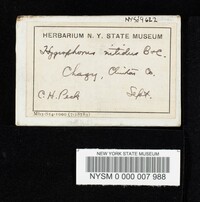 NYSf9622
HERBARIUM N. Y. STATE MUSEUM
Hygrophorus nitidus B&C.
Chazy, Clinton Co.
C.H. Peck Sept.
NEW YORK STATE MUSEUM
NYSM 0 000 007 988